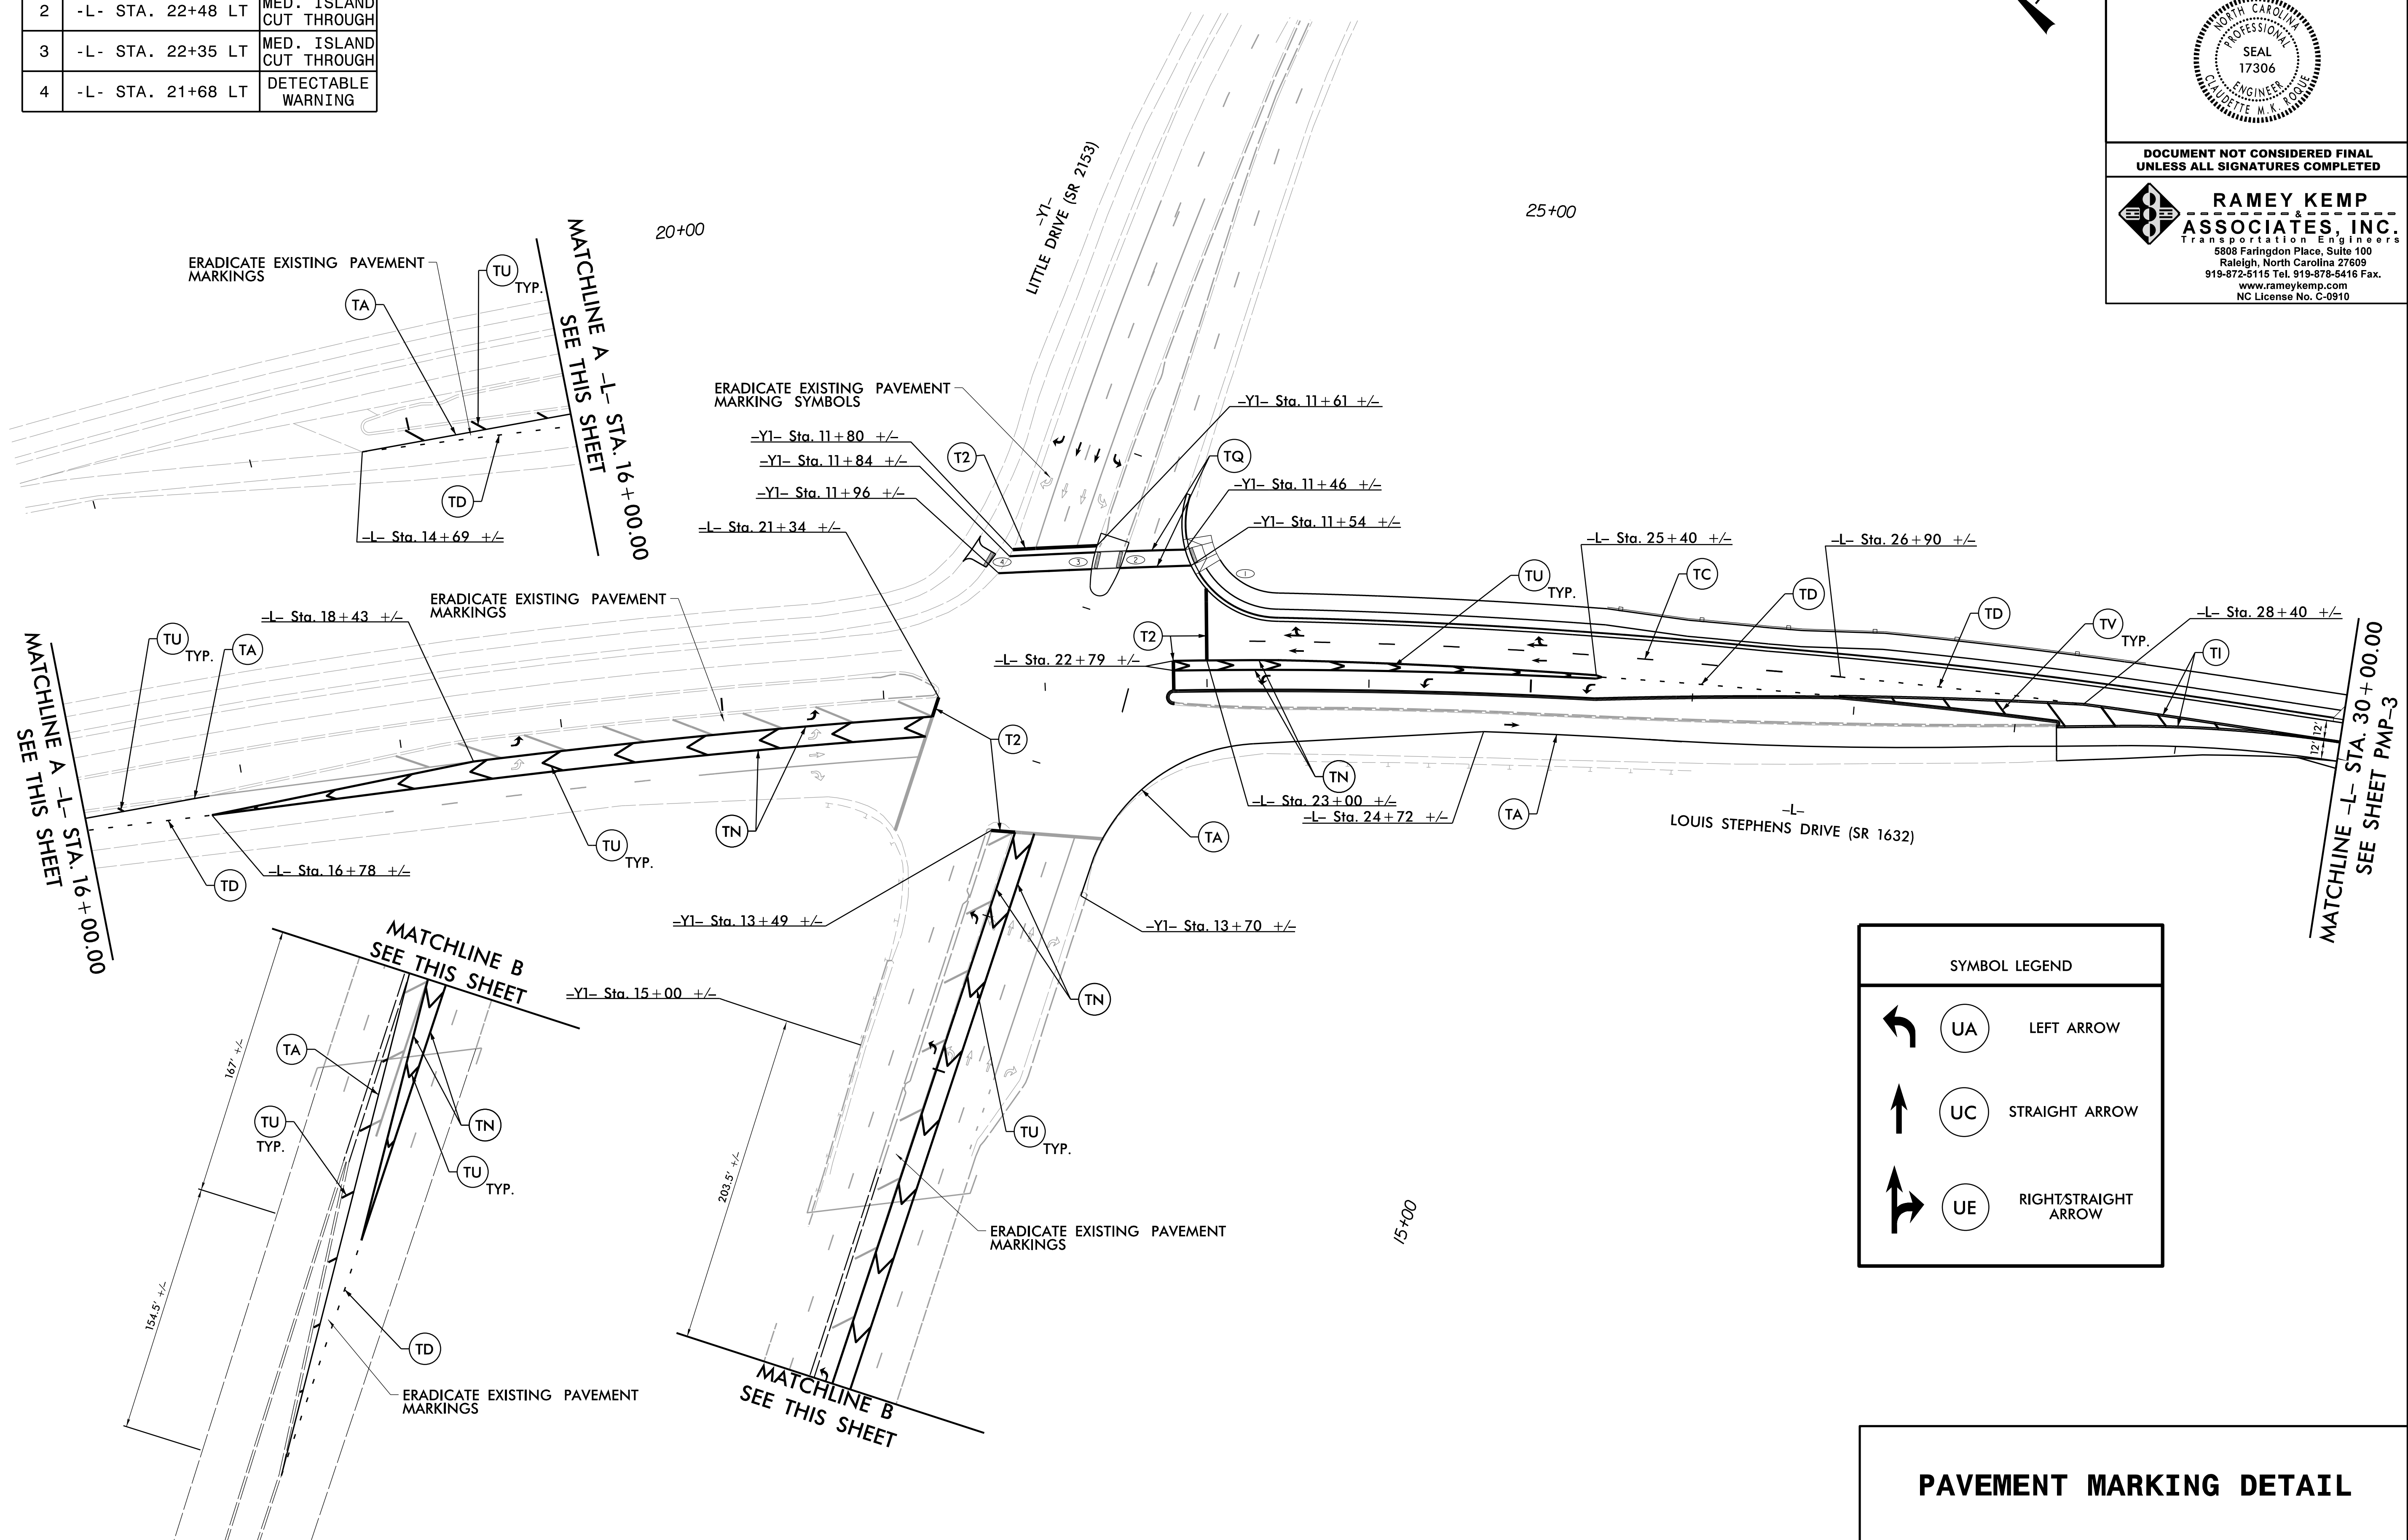 2 -L- STA. 22+48 LT MED. ISLAND
CUT THROUGH
3 -L- STA. 22+35 LT MED. ISLAND
CUT THROUGH
4 -L- STA. 21+68 LT DETECTABLE
WARNING
NORTH CAROLINA
PROFESSIONAL
SEAL
17306
ENGINEER
CLAUDETTE M.K. ROQUE
DOCUMENT NOT CONSIDERED FINAL
UNLESS ALL SIGNATURES COMPLETED
RAMEY KEMP
&
ASSOCIATES, INC.
Transportation Engineers
5808 Faringdon Place, Suite 100
Raleigh, North Carolina 27609
919-872-5115 Tel. 919-878-5416 Fax.
www.rameykemp.com
NC License No. C-0910
-Y1-
LITTLE DRIVE (SR 2153)
20+00
25+00
ERADICATE EXISTING PAVEMENT
MARKINGS
TU
TYP.
TA
MATCHLINE A -L- STA. 16+00.00
SEE THIS SHEET
TD
-L- Sta. 14+69 +/-
ERADICATE EXISTING PAVEMENT
MARKING SYMBOLS
-Y1- Sta. 11+61 +/-
-Y1- Sta. 11+80 +/-
T2
TQ
-Y1- Sta. 11+84 +/-
-Y1- Sta. 11+46 +/-
-Y1- Sta. 11+96 +/-
-Y1- Sta. 11+54 +/-
-L- Sta. 21+34 +/-
-L- Sta. 25+40 +/-
-L- Sta. 26+90 +/-
4
3
2
1
TU
TYP.
TC
TD
TD
TV
TYP.
-L- Sta. 28+40 +/-
TI
ERADICATE EXISTING PAVEMENT
MARKINGS
-L- Sta. 18+43 +/-
MATCHLINE A -L- STA. 16+00.00
SEE THIS SHEET
TU
TYP.
TA
T2
-L- Sta. 22+79 +/-
T2
12'
12'
MATCHLINE -L- STA. 30+00.00
SEE SHEET PMP-3
TN
-L- Sta. 23+00 +/-
-L- Sta. 24+72 +/-
TA
-L-
LOUIS STEPHENS DRIVE (SR 1632)
TN
TA
TU
TYP.
-L- Sta. 16+78 +/-
TD
-Y1- Sta. 13+49 +/-
-Y1- Sta. 13+70 +/-
MATCHLINE B
SEE THIS SHEET
-Y1- Sta. 15+00 +/-
TN
167' +/-
TA
TU
TYP.
TN
TU
TYP.
TU
TYP.
203.5' +/-
ERADICATE EXISTING PAVEMENT
MARKINGS
15+00
154.5' +/-
TD
ERADICATE EXISTING PAVEMENT
MARKINGS
MATCHLINE B
SEE THIS SHEET
SYMBOL LEGEND
UA LEFT ARROW
UC STRAIGHT ARROW
UE RIGHT/STRAIGHT
ARROW
PAVEMENT MARKING DETAIL